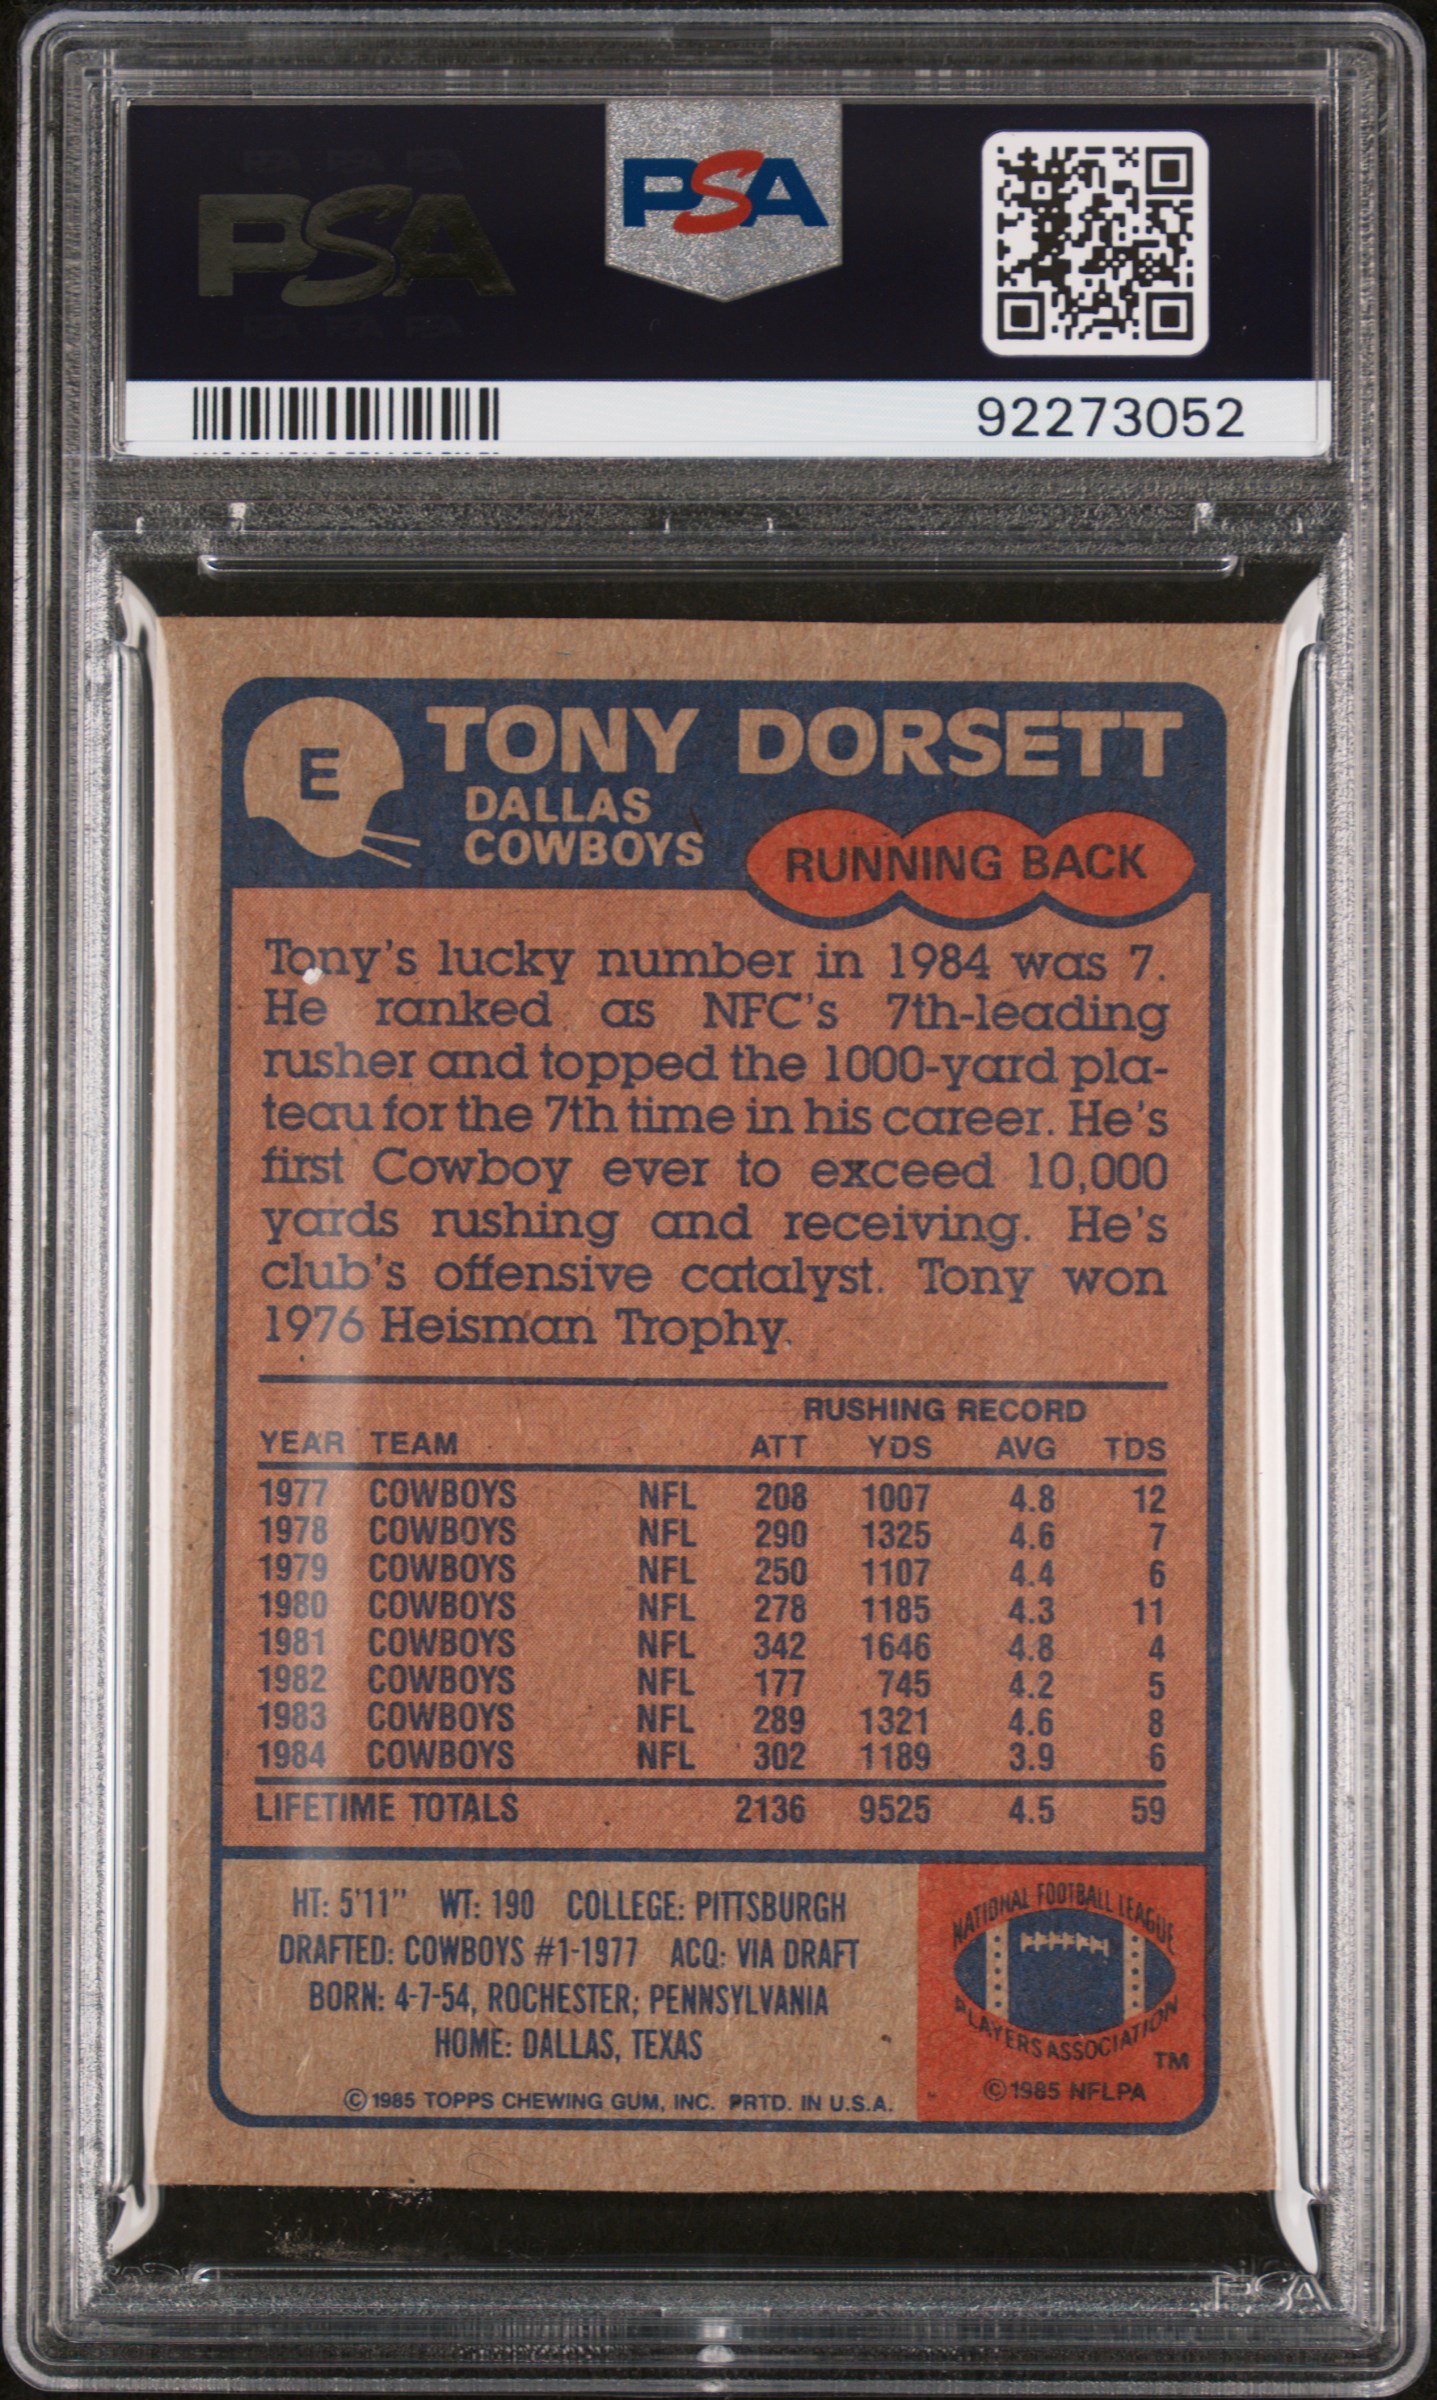 PSA PSA PSA
PSA
PSA PSA PSA
PSA
92273052
E
TONY DORSETT
DALLAS
COWBOYS
RUNNING BACK
Tony's lucky number in 1984 was 7.
He ranked as NFC's 7th-leading
rusher and topped the 1000-yard pla-
teau for the 7th time in his career. He's
first Cowboy ever to exceed 10,000
yards rushing and receiving. He's
club's offensive catalyst. Tony won
1976 Heisman Trophy.
RUSHING RECORD
YEAR TEAM ATT YDS AVG TDS
1977 COWBOYS NFL 208 1007 4.8 12
1978 COWBOYS NFL 290 1325 4.6 7
1979 COWBOYS NFL 250 1107 4.4 6
1980 COWBOYS NFL 278 1185 4.3 11
1981 COWBOYS NFL 342 1646 4.8 4
1982 COWBOYS NFL 177 745 4.2 5
1983 COWBOYS NFL 289 1321 4.6 8
1984 COWBOYS NFL 302 1189 3.9 6
LIFETIME TOTALS 2136 9525 4.5 59
HT: 5'11" WT: 190 COLLEGE: PITTSBURGH
DRAFTED: COWBOYS #1-1977 ACQ: VIA DRAFT
BORN: 4-7-54, ROCHESTER, PENNSYLVANIA
HOME: DALLAS, TEXAS
© 1985 TOPPS CHEWING GUM, INC. PRTD. IN U.S.A.
NATIONAL FOOTBALL LEAGUE
PLAYERS ASSOCIATION
TM
© 1985 NFLPA
PSA